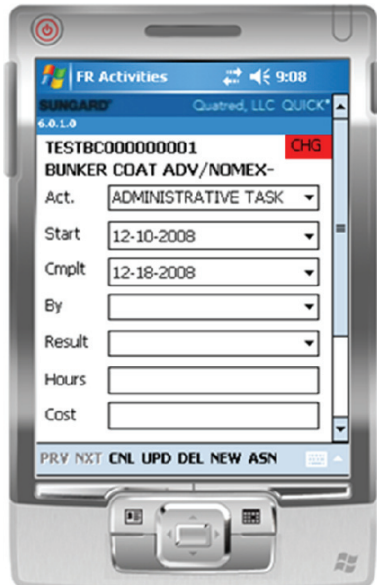 FR Activities 9:08
SUNGARD® Quatred, LLC QUICK*
6.0.1.0
TESTBC000000001 CHG
BUNKER COAT ADV/NOMEX-
Act. ADMINISTRATIVE TASK
Start 12-10-2008
Cmplt 12-18-2008
By
Result
Hours
Cost
PRV NXT CNL UPD DEL NEW ASN